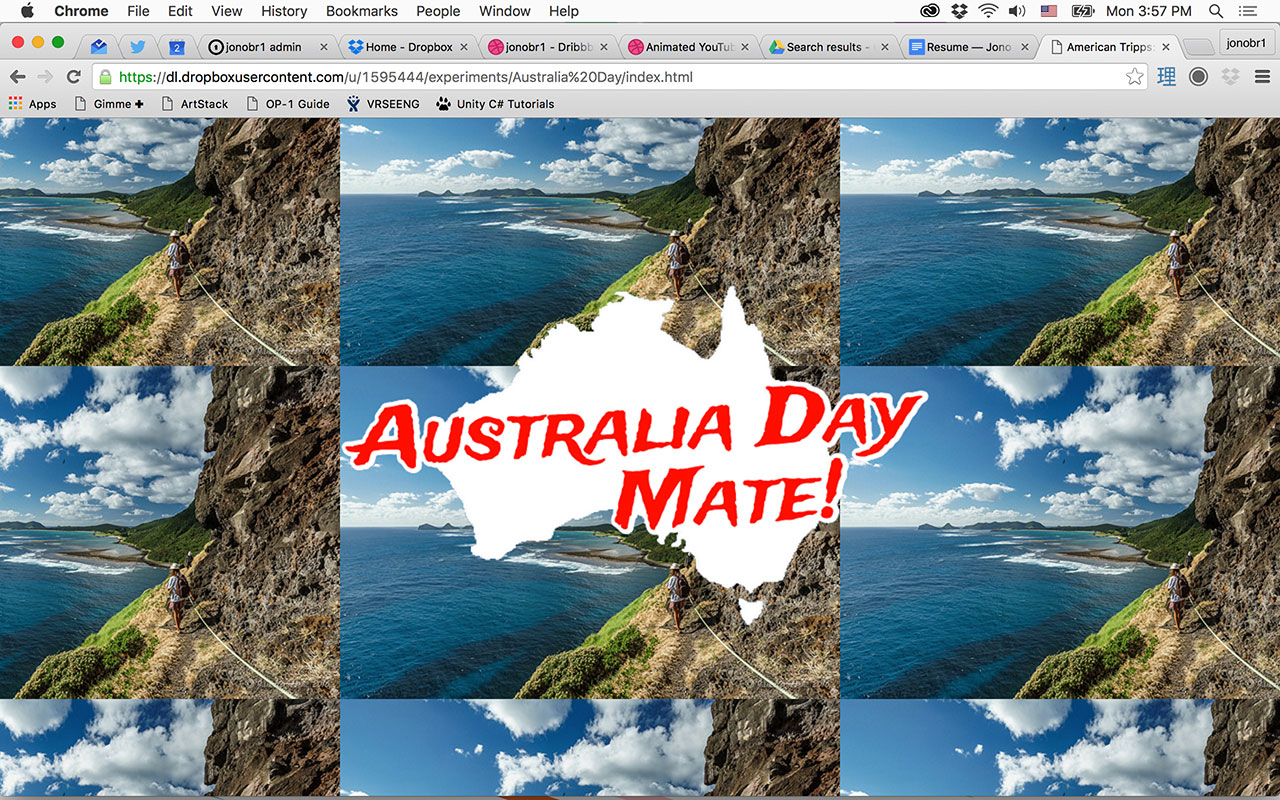 Chrome File Edit View History Bookmarks People Window Help Mon 3:57 PM
2 jonobr1 admin Home - Dropbox jonobr1 - Dribbb Animated YouTub Search results - Resume — Jono American Tripps: jonobr1
https://dl.dropboxusercontent.com/u/1595444/experiments/Australia%20Day/index.html 理
Apps Gimme ✚ ArtStack OP-1 Guide VRSEENG Unity C# Tutorials
Australia Day
Mate!